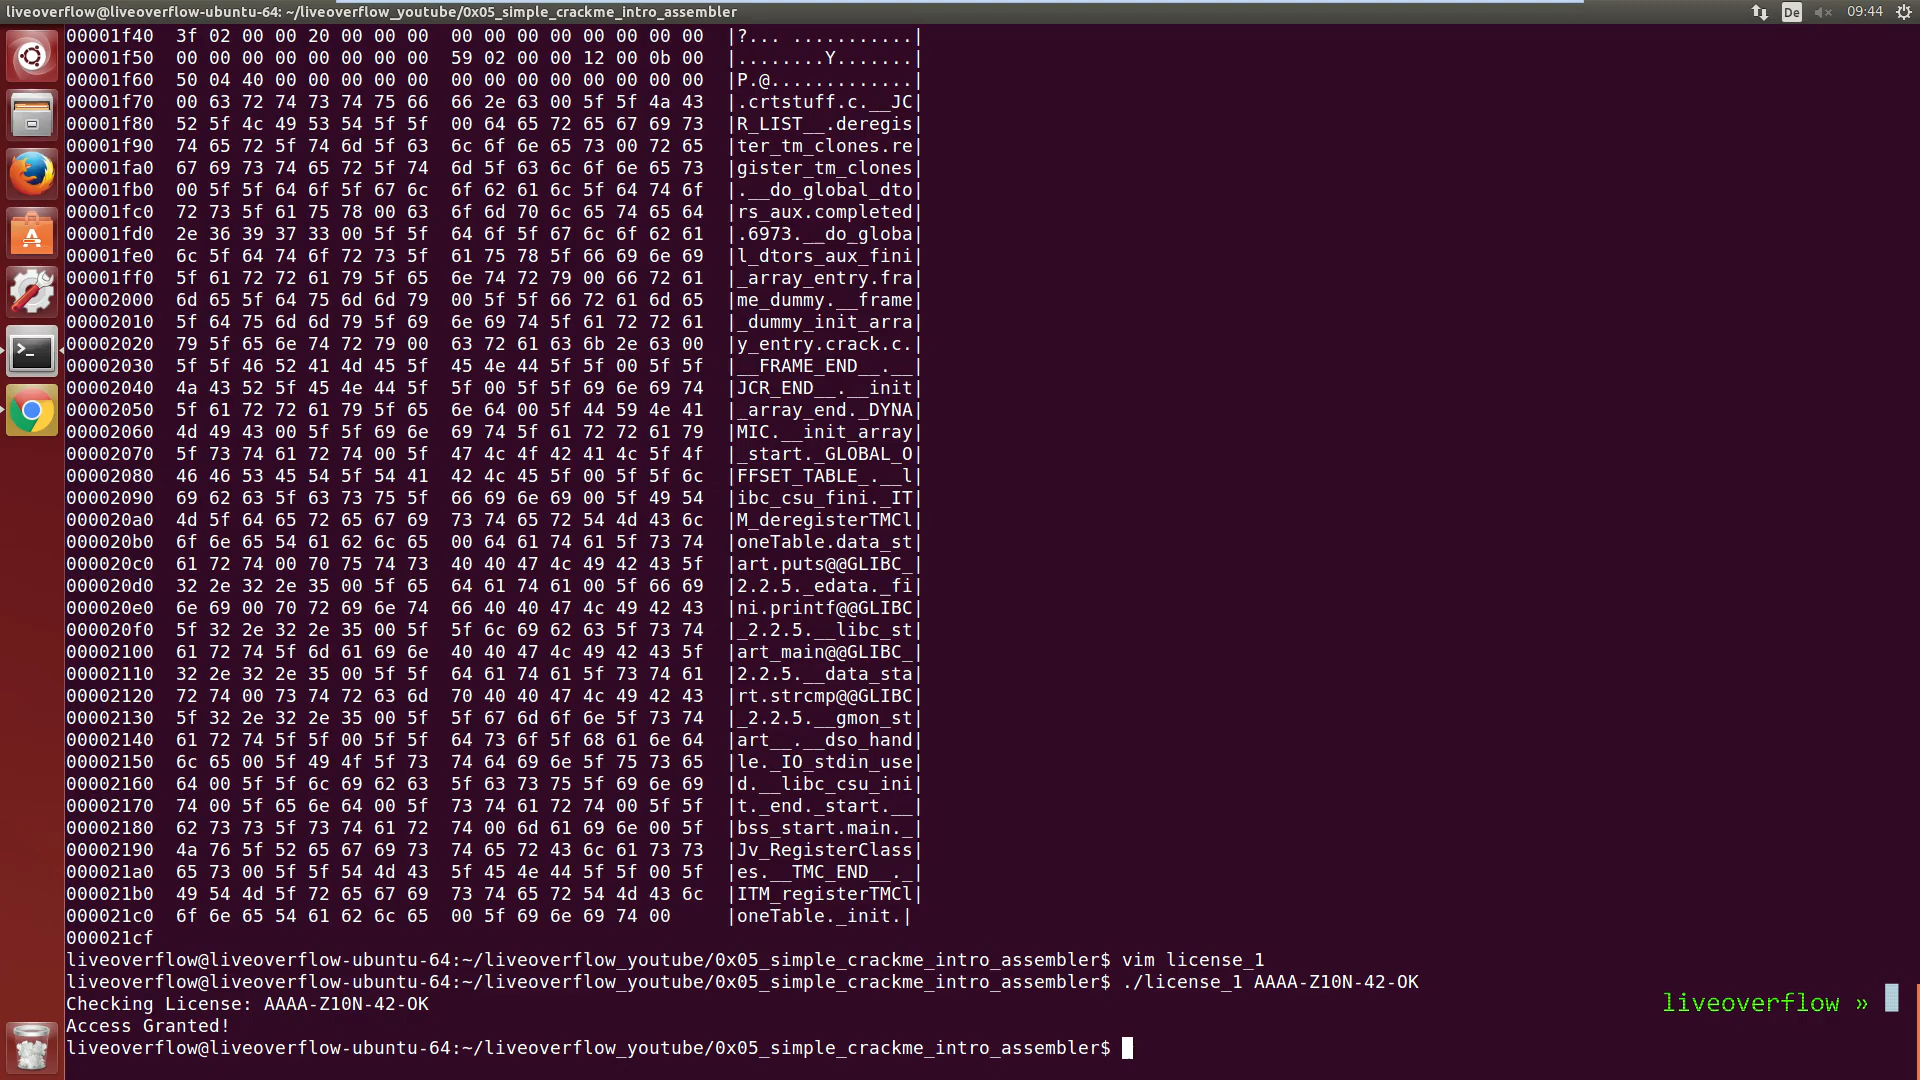 liveoverflow@liveoverflow-ubuntu-64: ~/liveoverflow_youtube/0x05_simple_crackme_intro_assembler
De
09:44
00001f40  3f 02 00 00 20 00 00 00  00 00 00 00 00 00 00 00  |?... ...........|
00001f50  00 00 00 00 00 00 00 00  59 02 00 00 12 00 0b 00  |........Y.......|
00001f60  50 04 40 00 00 00 00 00  00 00 00 00 00 00 00 00  |P.@.............|
00001f70  00 63 72 74 73 74 75 66  66 2e 63 00 5f 5f 4a 43  |.crtstuff.c.__JC|
00001f80  52 5f 4c 49 53 54 5f 5f  00 64 65 72 65 67 69 73  |R_LIST__.deregis|
00001f90  74 65 72 5f 74 6d 5f 63  6c 6f 6e 65 73 00 72 65  |ter_tm_clones.re|
00001fa0  67 69 73 74 65 72 5f 74  6d 5f 63 6c 6f 6e 65 73  |gister_tm_clones|
00001fb0  00 5f 5f 64 6f 5f 67 6c  6f 62 61 6c 5f 64 74 6f  |.__do_global_dto|
00001fc0  72 73 5f 61 75 78 00 63  6f 6d 70 6c 65 74 65 64  |rs_aux.completed|
00001fd0  2e 36 39 37 33 00 5f 5f  64 6f 5f 67 6c 6f 62 61  |.6973.__do_globa|
00001fe0  6c 5f 64 74 6f 72 73 5f  61 75 78 5f 66 69 6e 69  |l_dtors_aux_fini|
00001ff0  5f 61 72 72 61 79 5f 65  6e 74 72 79 00 66 72 61  |_array_entry.fra|
00002000  6d 65 5f 64 75 6d 6d 79  00 5f 5f 66 72 61 6d 65  |me_dummy.__frame|
00002010  5f 64 75 6d 6d 79 5f 69  6e 69 74 5f 61 72 72 61  |_dummy_init_arra|
00002020  79 5f 65 6e 74 72 79 00  63 72 61 63 6b 2e 63 00  |y_entry.crack.c.|
00002030  5f 5f 46 52 41 4d 45 5f  45 4e 44 5f 5f 00 5f 5f  |__FRAME_END__.__|
00002040  4a 43 52 5f 45 4e 44 5f  5f 00 5f 5f 69 6e 69 74  |JCR_END__.__init|
00002050  5f 61 72 72 61 79 5f 65  6e 64 00 5f 44 59 4e 41  |_array_end._DYNA|
00002060  4d 49 43 00 5f 5f 69 6e  69 74 5f 61 72 72 61 79  |MIC.__init_array|
00002070  5f 73 74 61 72 74 00 5f  47 4c 4f 42 41 4c 5f 4f  |_start._GLOBAL_O|
00002080  46 46 53 45 54 5f 54 41  42 4c 45 5f 00 5f 5f 6c  |FFSET_TABLE_.__l|
00002090  69 62 63 5f 63 73 75 5f  66 69 6e 69 00 5f 49 54  |ibc_csu_fini._IT|
000020a0  4d 5f 64 65 72 65 67 69  73 74 65 72 54 4d 43 6c  |M_deregisterTMCl|
000020b0  6f 6e 65 54 61 62 6c 65  00 64 61 74 61 5f 73 74  |oneTable.data_st|
000020c0  61 72 74 00 70 75 74 73  40 40 47 4c 49 42 43 5f  |art.puts@@GLIBC_|
000020d0  32 2e 32 2e 35 00 5f 65  64 61 74 61 00 5f 66 69  |2.2.5._edata._fi|
000020e0  6e 69 00 70 72 69 6e 74  66 40 40 47 4c 49 42 43  |ni.printf@@GLIBC|
000020f0  5f 32 2e 32 2e 35 00 5f  5f 6c 69 62 63 5f 73 74  |_2.2.5.__libc_st|
00002100  61 72 74 5f 6d 61 69 6e  40 40 47 4c 49 42 43 5f  |art_main@@GLIBC_|
00002110  32 2e 32 2e 35 00 5f 5f  64 61 74 61 5f 73 74 61  |2.2.5.__data_sta|
00002120  72 74 00 73 74 72 63 6d  70 40 40 47 4c 49 42 43  |rt.strcmp@@GLIBC|
00002130  5f 32 2e 32 2e 35 00 5f  5f 67 6d 6f 6e 5f 73 74  |_2.2.5.__gmon_st|
00002140  61 72 74 5f 5f 00 5f 5f  64 73 6f 5f 68 61 6e 64  |art__.__dso_hand|
00002150  6c 65 00 5f 49 4f 5f 73  74 64 69 6e 5f 75 73 65  |le._IO_stdin_use|
00002160  64 00 5f 5f 6c 69 62 63  5f 63 73 75 5f 69 6e 69  |d.__libc_csu_ini|
00002170  74 00 5f 65 6e 64 00 5f  73 74 61 72 74 00 5f 5f  |t._end._start.__|
00002180  62 73 73 5f 73 74 61 72  74 00 6d 61 69 6e 00 5f  |bss_start.main._|
00002190  4a 76 5f 52 65 67 69 73  74 65 72 43 6c 61 73 73  |Jv_RegisterClass|
000021a0  65 73 00 5f 5f 54 4d 43  5f 45 4e 44 5f 5f 00 5f  |es.__TMC_END__._|
000021b0  49 54 4d 5f 72 65 67 69  73 74 65 72 54 4d 43 6c  |ITM_registerTMCl|
000021c0  6f 6e 65 54 61 62 6c 65  00 5f 69 6e 69 74 00  |oneTable._init.|
000021cf
liveoverflow@liveoverflow-ubuntu-64:~/liveoverflow_youtube/0x05_simple_crackme_intro_assembler$ vim license_1
liveoverflow@liveoverflow-ubuntu-64:~/liveoverflow_youtube/0x05_simple_crackme_intro_assembler$ ./license_1 AAAA-Z10N-42-OK
Checking License: AAAA-Z10N-42-OK
liveoverflow »
Access Granted!
liveoverflow@liveoverflow-ubuntu-64:~/liveoverflow_youtube/0x05_simple_crackme_intro_assembler$